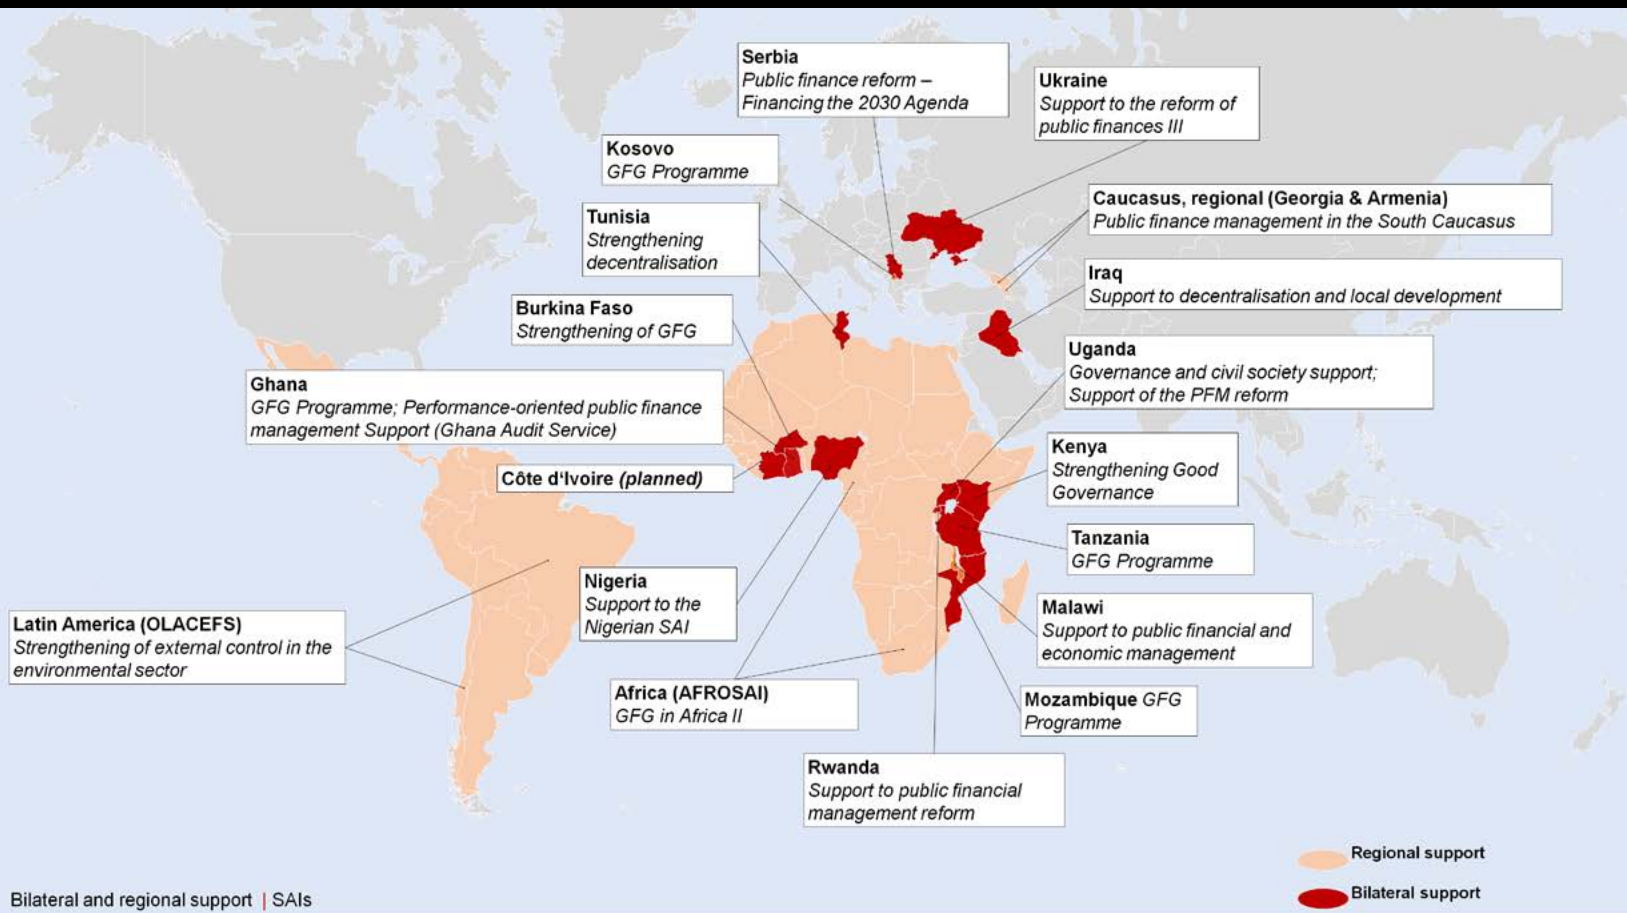 Serbia
Public finance reform –
Financing the 2030 Agenda
Ukraine
Support to the reform of
public finances III
Kosovo
GFG Programme
Caucasus, regional (Georgia & Armenia)
Public finance management in the South Caucasus
Tunisia
Strengthening
decentralisation
Iraq
Support to decentralisation and local development
Burkina Faso
Strengthening of GFG
Uganda
Governance and civil society support;
Support of the PFM reform
Ghana
GFG Programme; Performance-oriented public finance
management Support (Ghana Audit Service)
Kenya
Strengthening Good
Governance
Côte d‘Ivoire (planned)
Tanzania
GFG Programme
Nigeria
Support to the
Nigerian SAI
Malawi
Support to public financial and
economic management
Latin America (OLACEFS)
Strengthening of external control in the
environmental sector
Africa (AFROSAI)
GFG in Africa II
Mozambique GFG
Programme
Rwanda
Support to public financial
management reform
Regional support
Bilateral support
Bilateral and regional support | SAIs